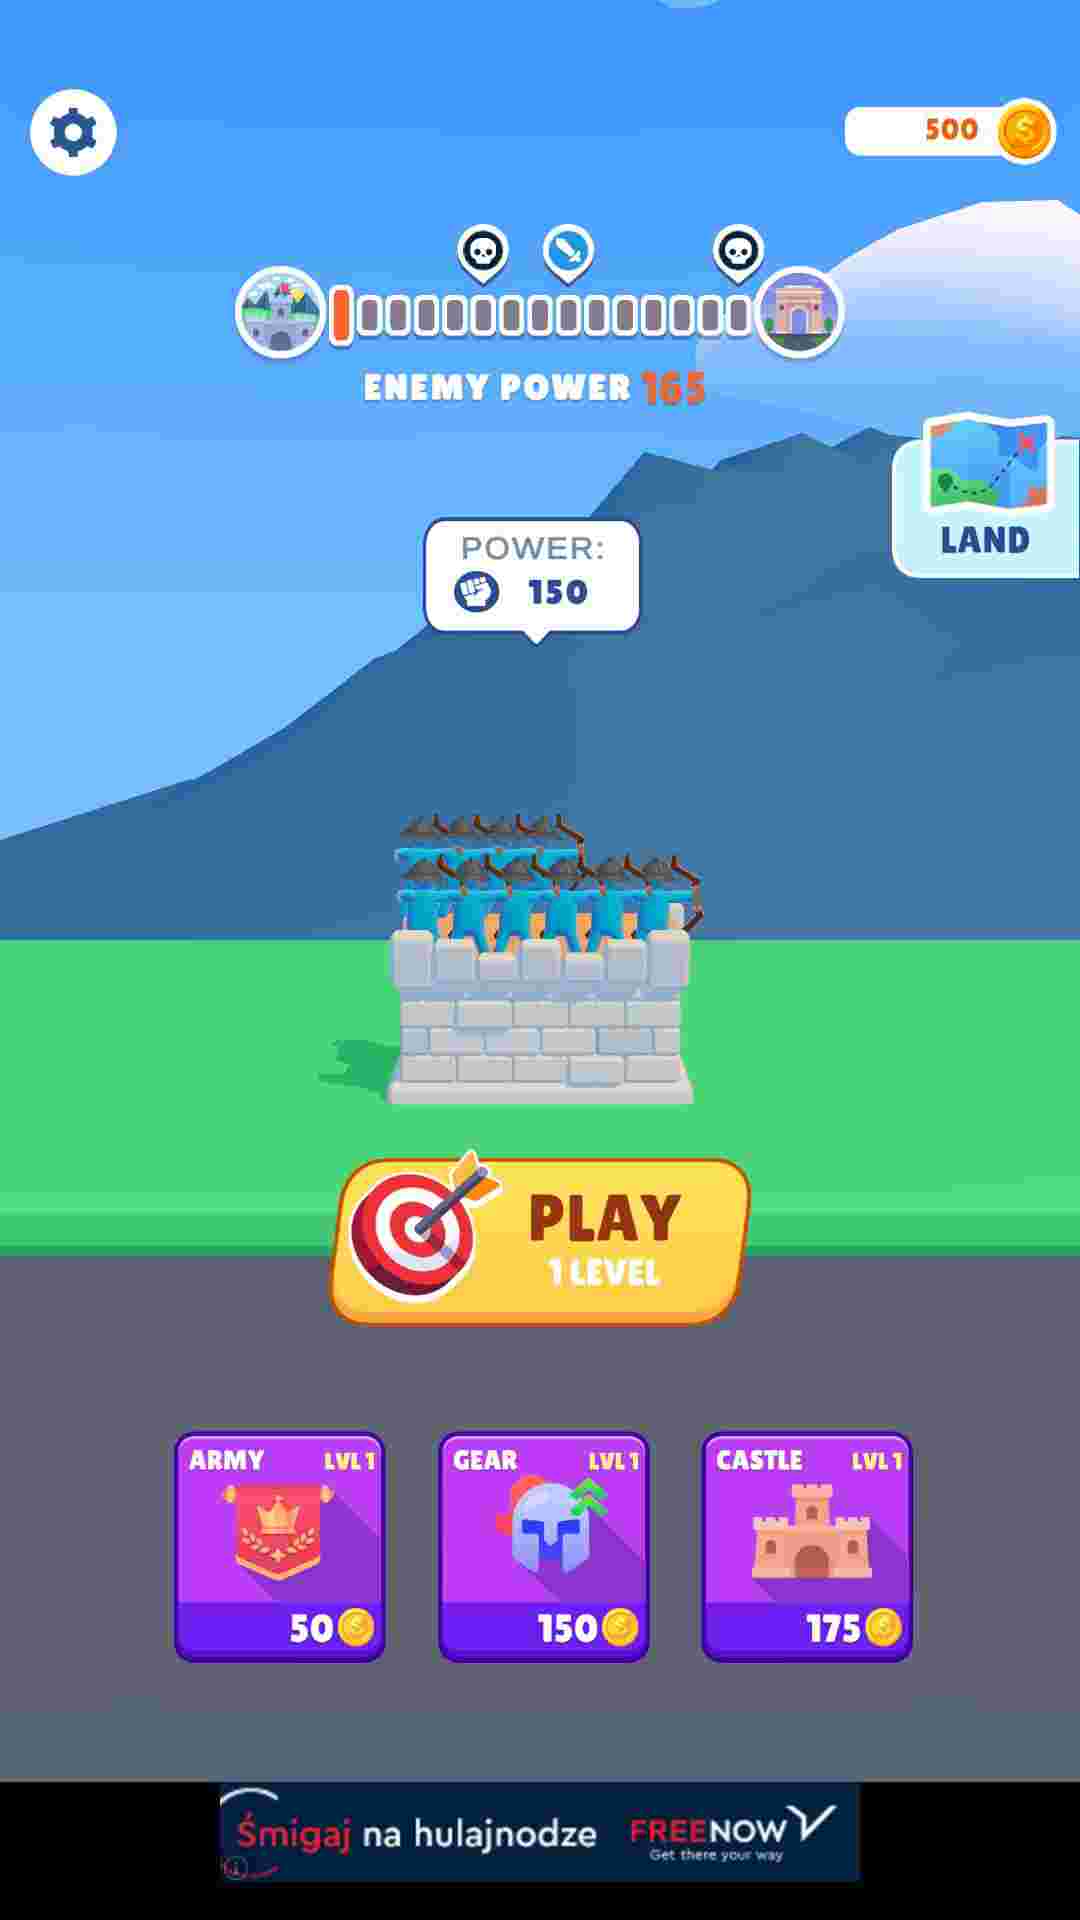 500
ENEMY POWER 165
LAND
POWER:
150
PLAY
1 LEVEL
ARMY LVL 1
50
GEAR LVL 1
150
CASTLE LVL 1
175
Śmigaj na hulajnodze
FREENOW
Get there your way